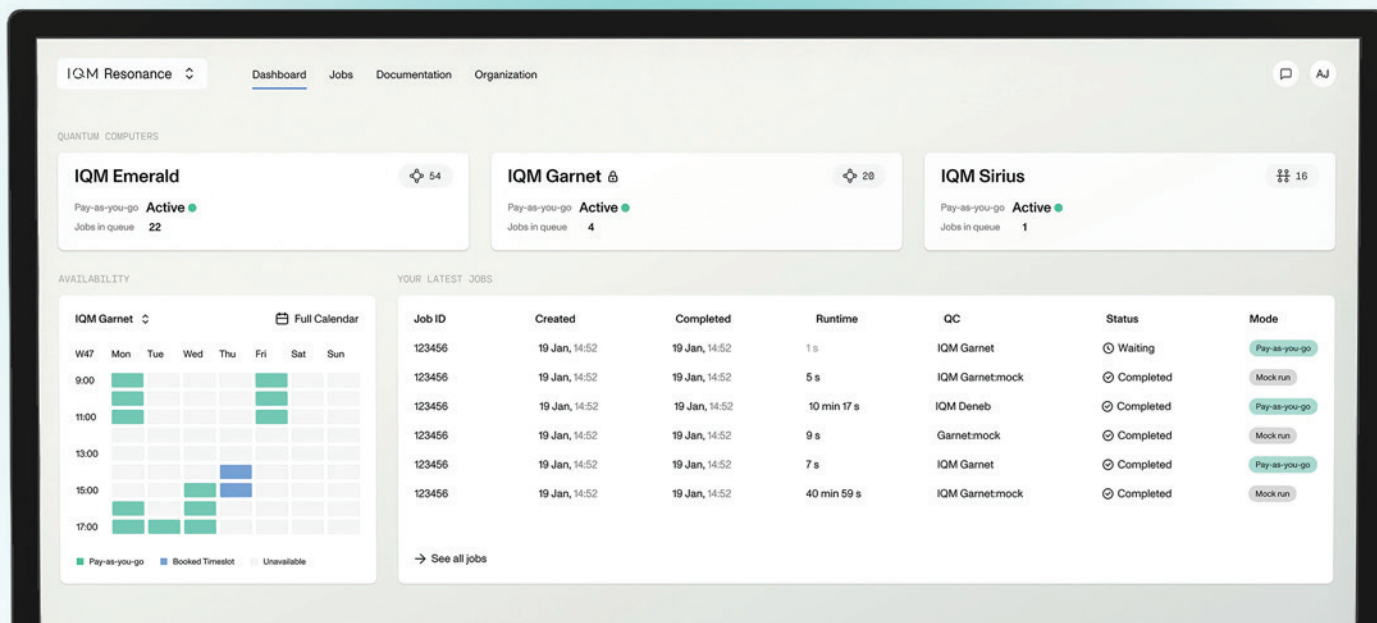 IQM Resonance Dashboard Jobs Documentation Organization AJ
QUANTUM COMPUTERS
IQM Emerald 54
Pay-as-you-go Active
Jobs in queue 22
IQM Garnet 20
Pay-as-you-go Active
Jobs in queue 4
IQM Sirius 16
Pay-as-you-go Active
Jobs in queue 1
AVAILABILITY
IQM Garnet Full Calendar
W47 Mon Tue Wed Thu Fri Sat Sun
9:00
11:00
13:00
15:00
17:00
Pay-as-you-go Booked Timeslot Unavailable
YOUR LATEST JOBS
Job ID Created Completed Runtime QC Status Mode
123456 19 Jan, 14:52 19 Jan, 14:52 1 s IQM Garnet Waiting Pay-as-you-go
123456 19 Jan, 14:52 19 Jan, 14:52 5 s IQM Garnet:mock Completed Mock run
123456 19 Jan, 14:52 19 Jan, 14:52 10 min 17 s IQM Deneb Completed Pay-as-you-go
123456 19 Jan, 14:52 19 Jan, 14:52 9 s Garnet:mock Completed Mock run
123456 19 Jan, 14:52 19 Jan, 14:52 7 s IQM Garnet Completed Pay-as-you-go
123456 19 Jan, 14:52 19 Jan, 14:52 40 min 59 s IQM Garnet:mock Completed Mock run
→ See all jobs